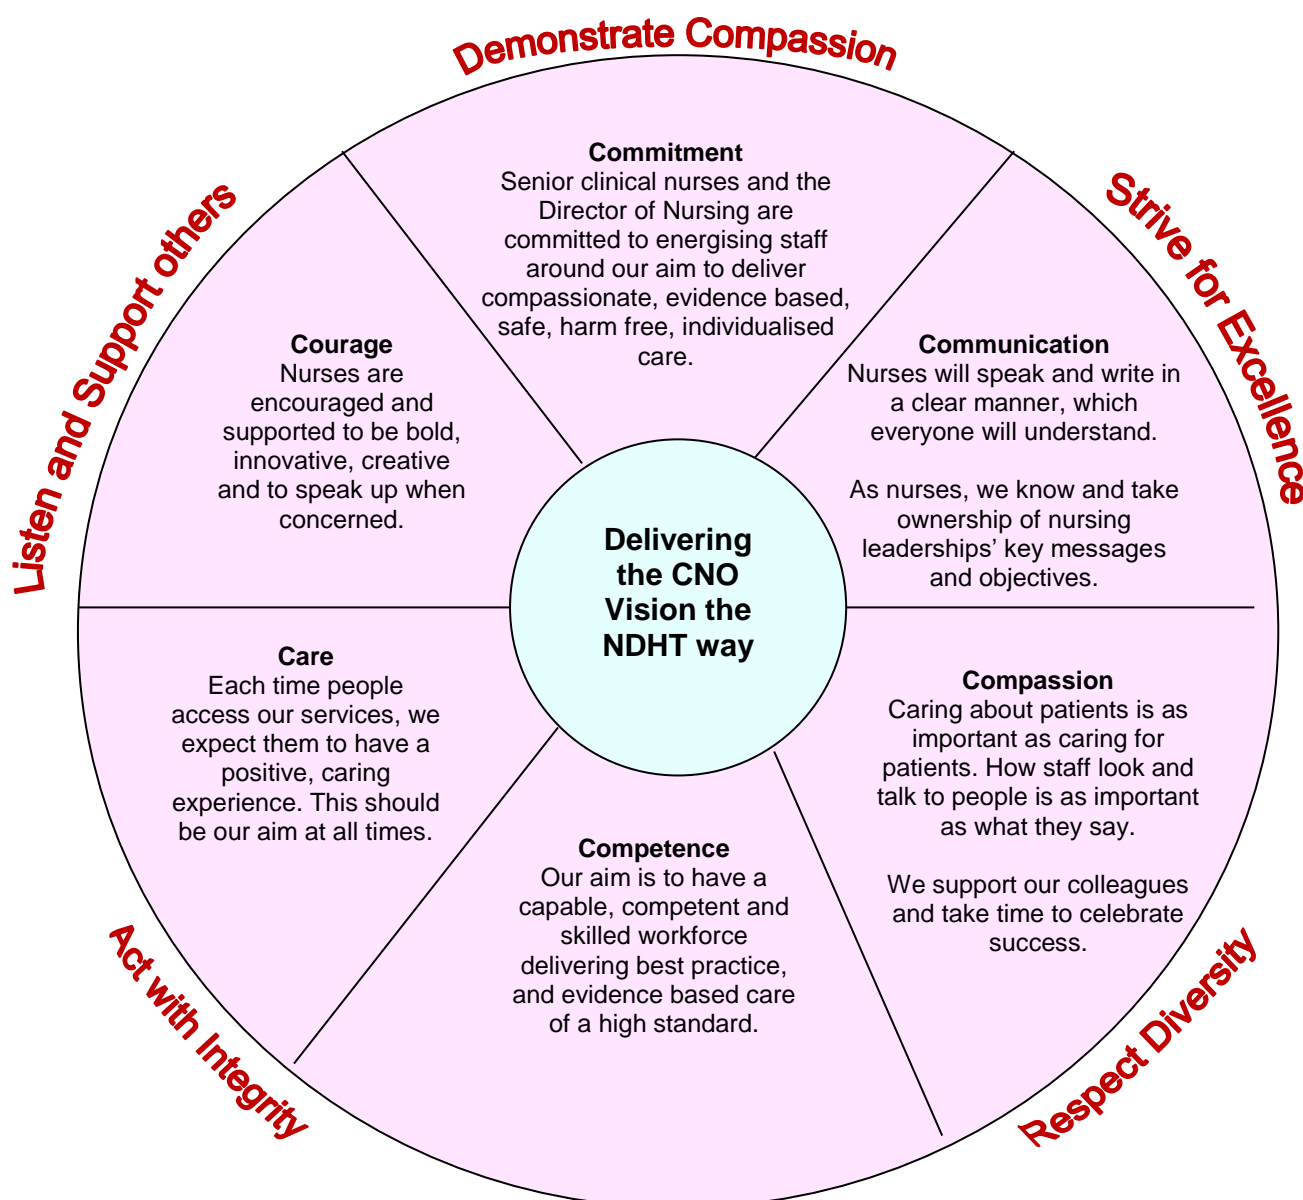 Demonstrate Compassion
Strive for Excellence
Listen and Support others
Commitment
Senior clinical nurses and the
Director of Nursing are
committed to energising staff
around our aim to deliver
compassionate, evidence based,
safe, harm free, individualised
care.
Courage
Nurses are
encouraged and
supported to be bold,
innovative, creative
and to speak up when
concerned.
Communication
Nurses will speak and write in
a clear manner, which
everyone will understand.
As nurses, we know and take
ownership of nursing
leaderships’ key messages
and objectives.
Delivering
the CNO
Vision the
NDHT way
Care
Each time people
access our services, we
expect them to have a
positive, caring
experience. This should
be our aim at all times.
Compassion
Caring about patients is as
important as caring for
patients. How staff look and
talk to people is as important
as what they say.
We support our colleagues
and take time to celebrate
success.
Competence
Our aim is to have a
capable, competent and
skilled workforce
delivering best practice,
and evidence based care
of a high standard.
Act with Integrity
Respect Diversity